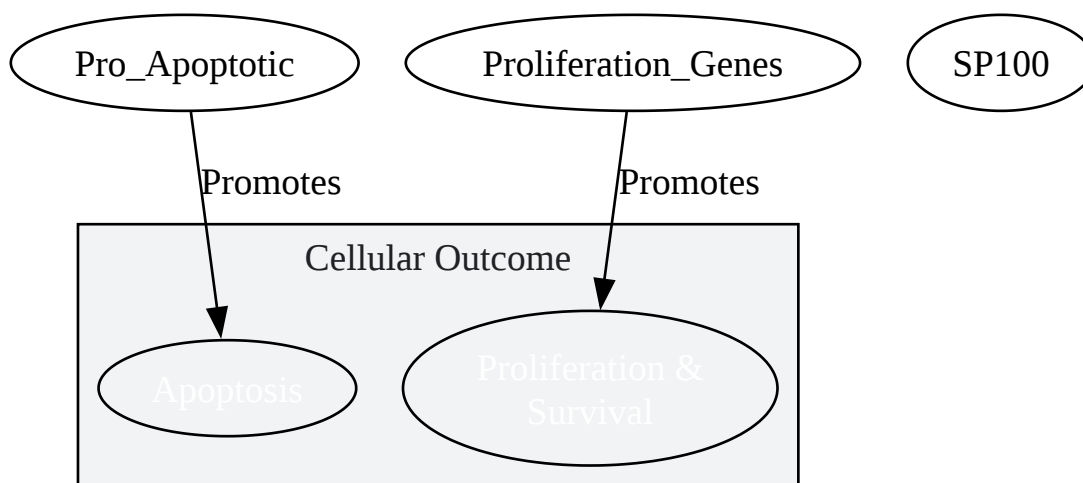 Pro_Apoptotic
Proliferation_Genes
SP100
Promotes
Promotes
Cellular Outcome
Apoptosis
Proliferation &
Survival